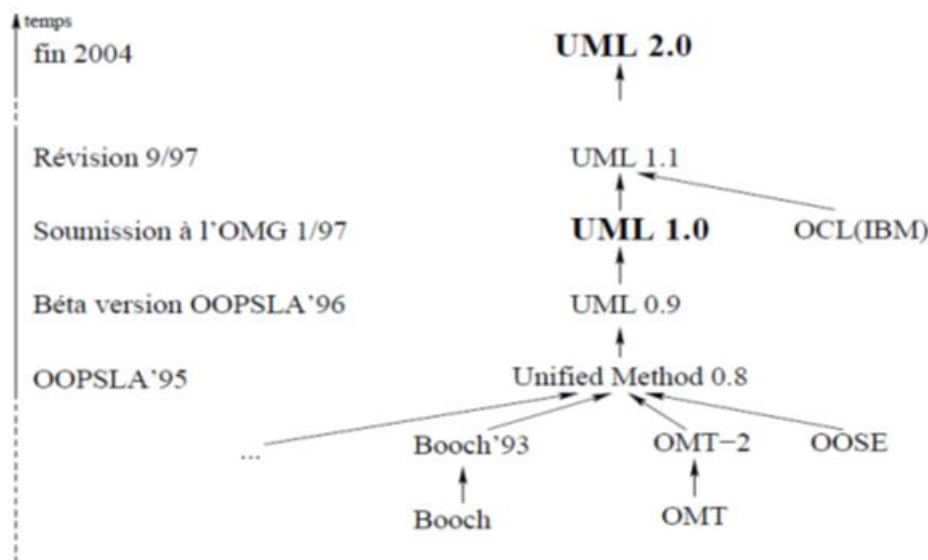 temps
fin 2004 UML 2.0
Révision 9/97 UML 1.1
Soumission à l'OMG 1/97 UML 1.0 OCL(IBM)
Béta version OOPSLA'96 UML 0.9
OOPSLA'95 Unified Method 0.8
... Booch'93 OMT−2 OOSE
Booch OMT